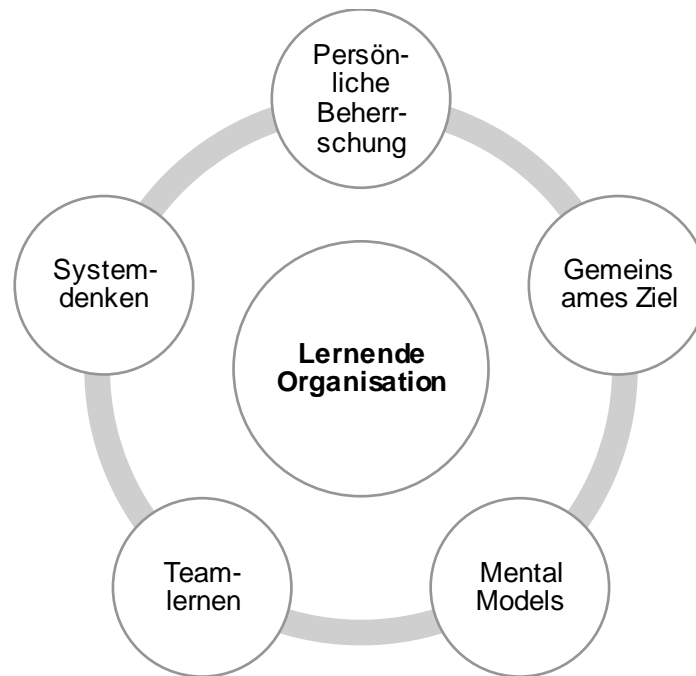 Persön-
liche
Beherr-
schung
System-
denken
Gemeins
ames Ziel
Lernende
Organisation
Team-
lernen
Mental
Models